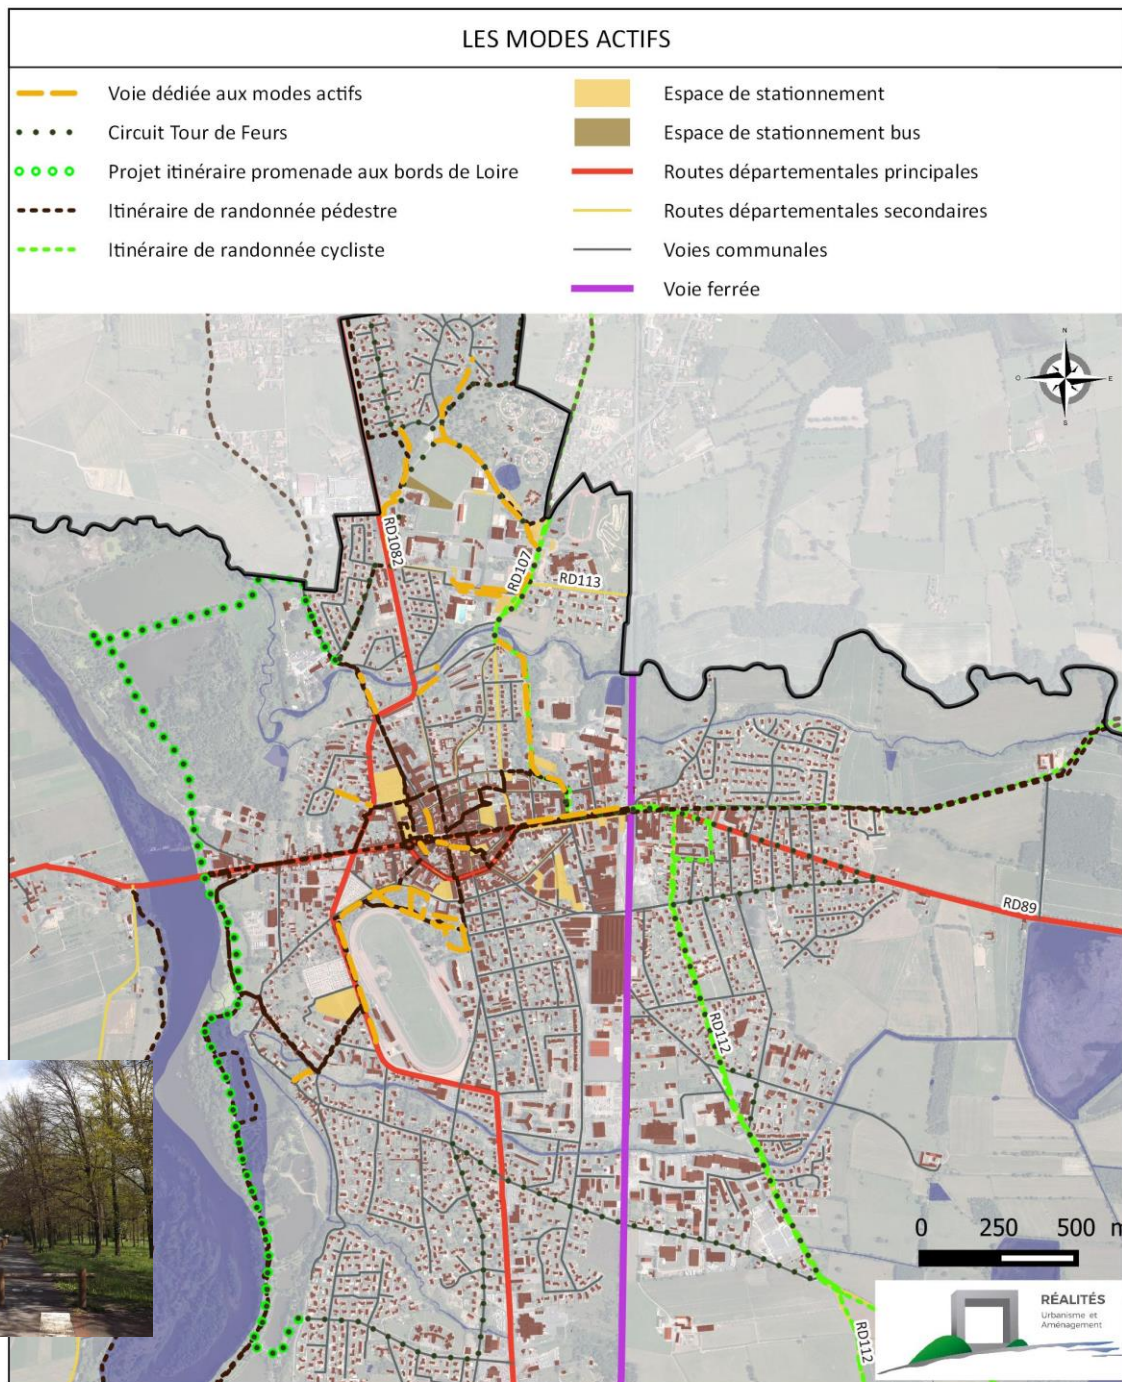 LES MODES ACTIFS
Voie dédiée aux modes actifs
Circuit Tour de Feurs
Projet itinéraire promenade aux bords de Loire
Itinéraire de randonnée pédestre
Itinéraire de randonnée cycliste
Espace de stationnement
Espace de stationnement bus
Routes départementales principales
Routes départementales secondaires
Voies communales
Voie ferrée
N
O
E
S
RD1082
RD107
RD113
RD89
RD112
0 250 500 m
RD112
RÉALITÉS
Urbanisme et
Aménagement